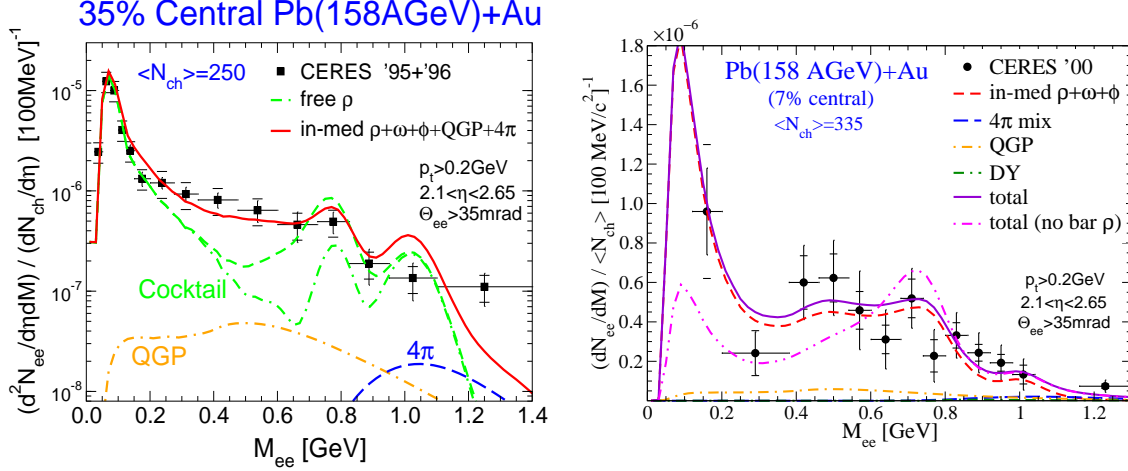 35% Central Pb(158AGeV)+Au
(d²N_ee/dηdM) / (dN_ch/dη) [100MeV]⁻¹
10⁻⁵
10⁻⁶
10⁻⁷
10⁻⁸
<N_ch>=250
CERES '95+'96
free ρ
in-med ρ+ω+ϕ+QGP+4π
p_t>0.2GeV
2.1<η<2.65
Θ_ee>35mrad
Cocktail
QGP
4π
0.0 0.2 0.4 0.6 0.8 1.0 1.2 1.4
M_ee [GeV]
x10⁻⁶
(dN_ee/dM) / <N_ch> [100 MeV/c²]⁻¹
1.8
1.6
1.4
1.2
1.0
0.8
0.6
0.4
0.2
Pb(158 AGeV)+Au
(7% central)
<N_ch>=335
CERES '00
in-med ρ+ω+ϕ
4π mix
QGP
DY
total
total (no bar ρ)
p_t>0.2GeV
2.1<η<2.65
Θ_ee>35mrad
0 0.2 0.4 0.6 0.8 1 1.2
M_ee [GeV]